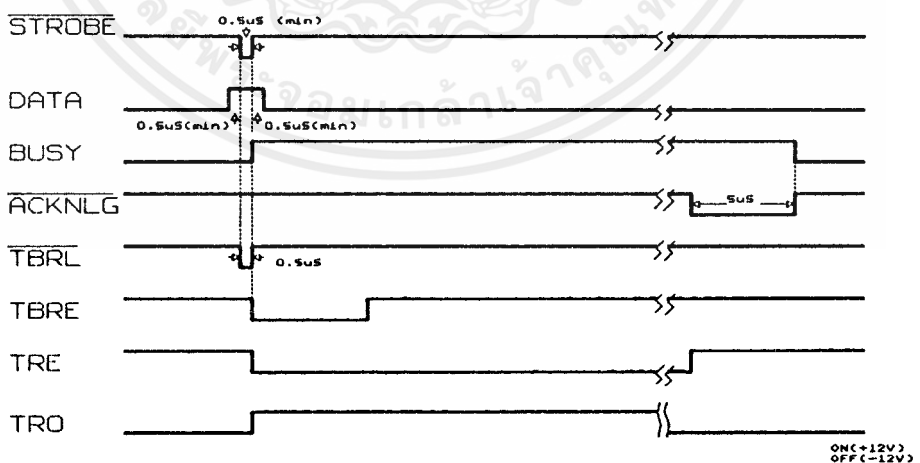 0.5uS (min)
STROBE
DATA
0.5uS(min) 0.5uS(min)
BUSY
ACKNLG
5uS
TBRL
0.5uS
TBRE
TRE
TRO
ON(+12V)
OFF(-12V)